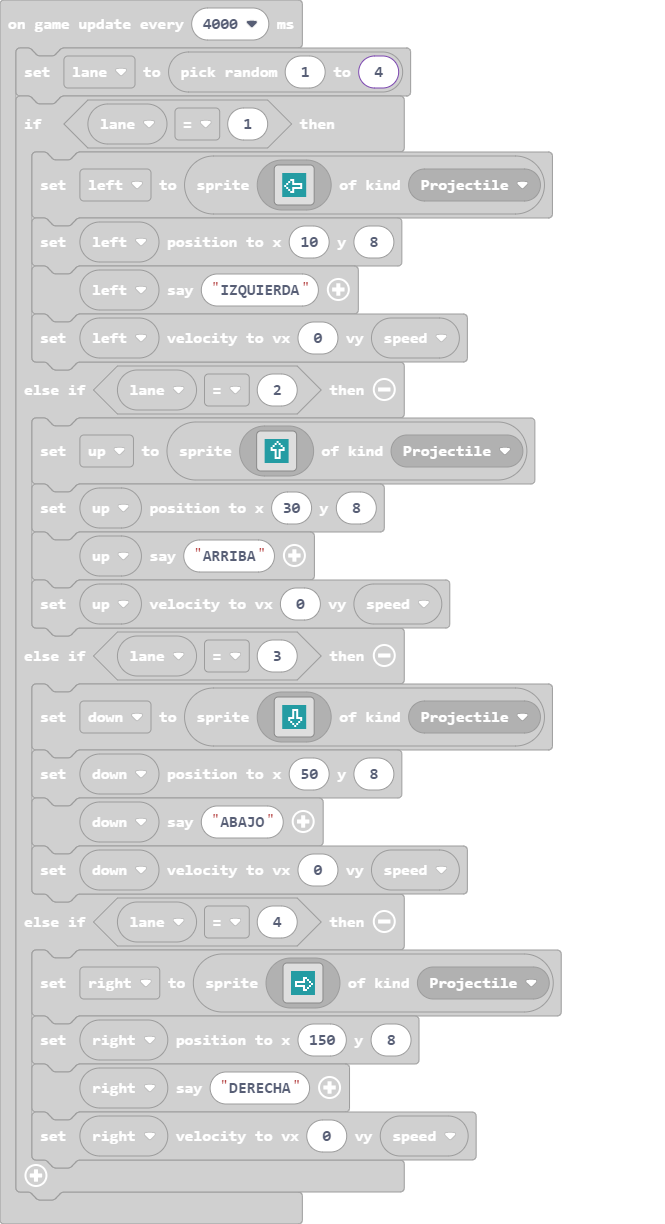 on game update every 4000 ms
set lane to pick random 1 to 4
if lane = 1 then
set left to sprite of kind Projectile
set left position to x 10 y 8
left say "IZQUIERDA"
set left velocity to vx 0 vy speed
else if lane = 2 then
set up to sprite of kind Projectile
set up position to x 30 y 8
up say "ARRIBA"
set up velocity to vx 0 vy speed
else if lane = 3 then
set down to sprite of kind Projectile
set down position to x 50 y 8
down say "ABAJO"
set down velocity to vx 0 vy speed
else if lane = 4 then
set right to sprite of kind Projectile
set right position to x 150 y 8
right say "DERECHA"
set right velocity to vx 0 vy speed